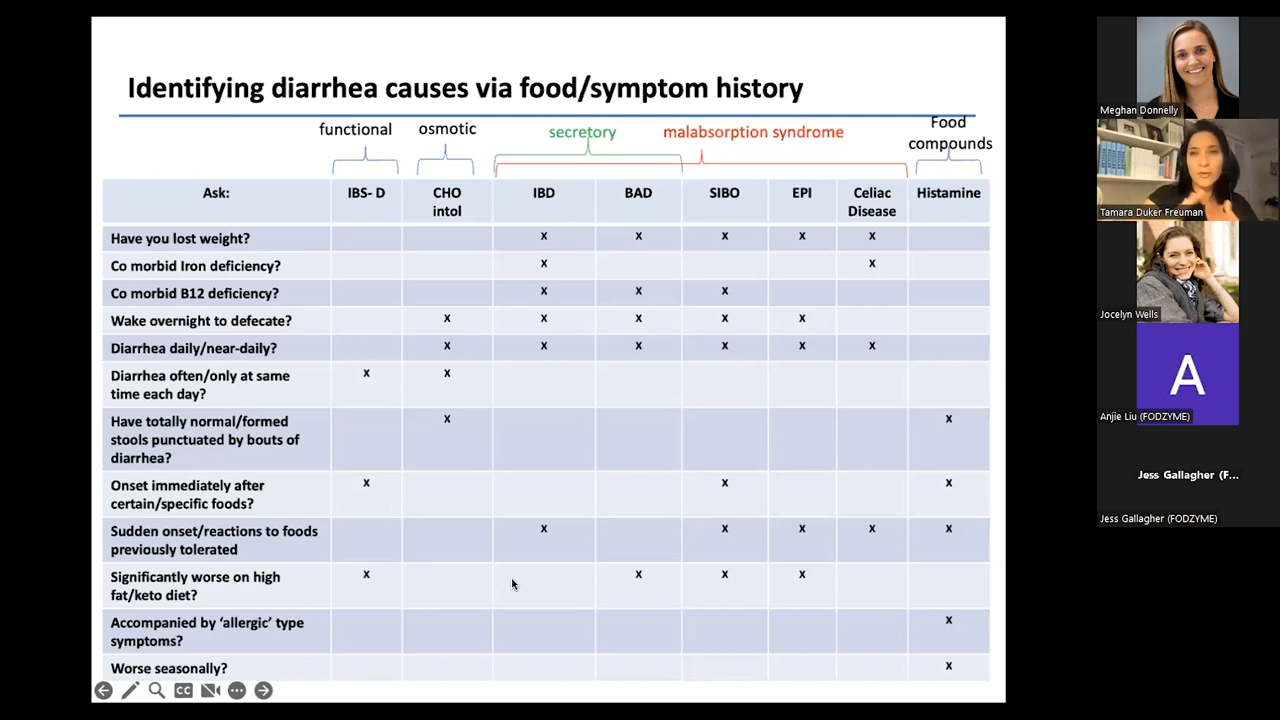 Identifying diarrhea causes via food/symptom history
functional osmotic secretory malabsorption syndrome Food
compounds
Ask: IBS- D CHO IBD BAD SIBO EPI Celiac Histamine
intol Disease
Have you lost weight? x x x x x
Co morbid Iron deficiency? x x
Co morbid B12 deficiency? x x x
Wake overnight to defecate? x x x x x
Diarrhea daily/near-daily? x x x x x x
Diarrhea often/only at same x x
time each day?
Have totally normal/formed x x
stools punctuated by bouts of
diarrhea?
Onset immediately after x x x
certain/specific foods?
Sudden onset/reactions to foods x x x x x
previously tolerated
Significantly worse on high x x x x
fat/keto diet?
Accompanied by ‘allergic’ type x
symptoms?
Worse seasonally? x
CC
Meghan Donnelly
Tamara Duker Freuman
Jocelyn Wells
A
Anjie Liu (FODZYME)
Jess Gallagher (F...
Jess Gallagher (FODZYME)